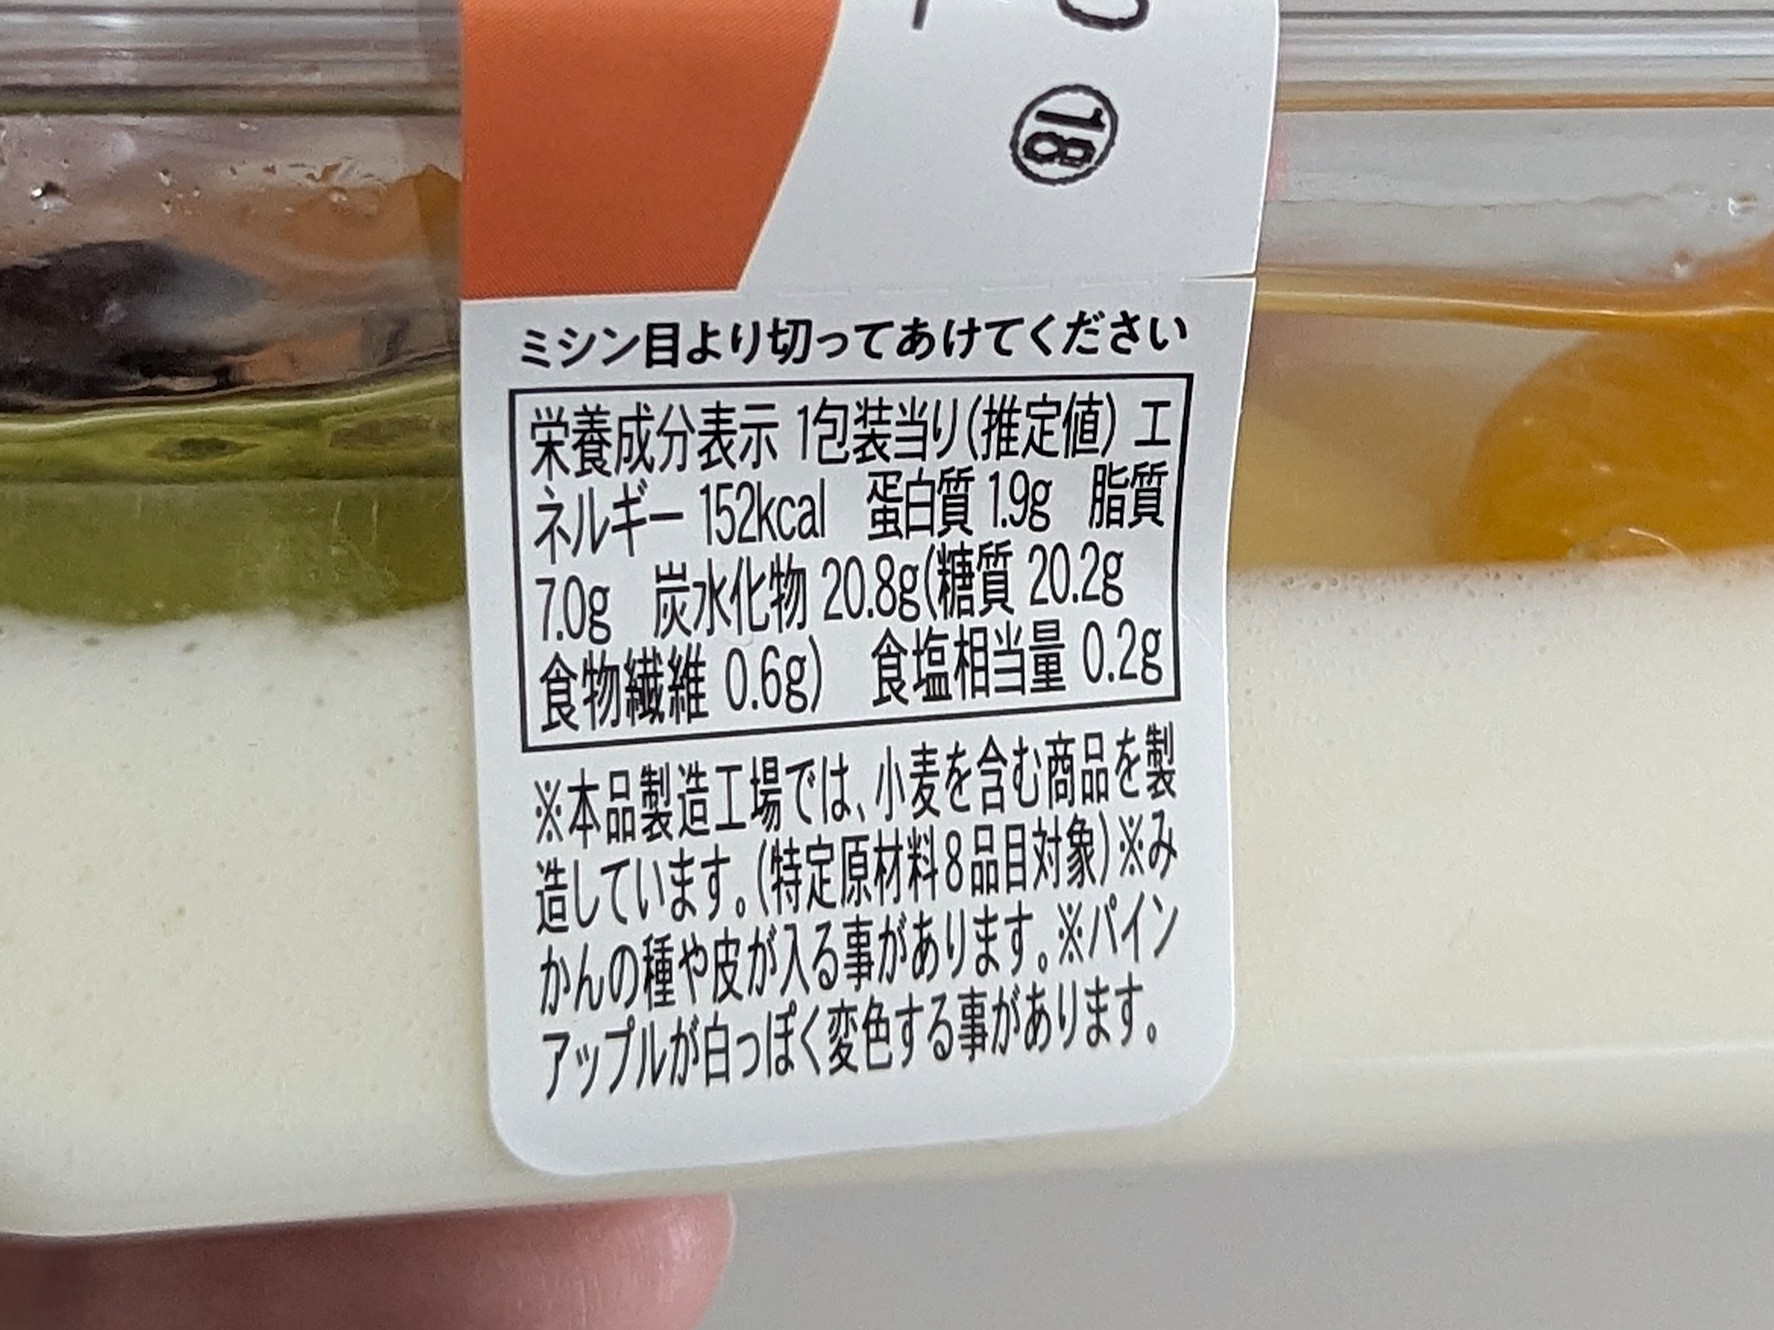 ⑱
ミシン目より切ってあけてください
栄養成分表示 1包装当り(推定値) エ
ネルギー 152kcal 蛋白質 1.9g 脂質
7.0g 炭水化物 20.8g(糖質 20.2g
食物繊維 0.6g) 食塩相当量 0.2g
※本品製造工場では、小麦を含む商品を製
造しています。(特定原材料8品目対象)※み
かんの種や皮が入る事があります。※パイン
アップルが白っぽく変色する事があります。